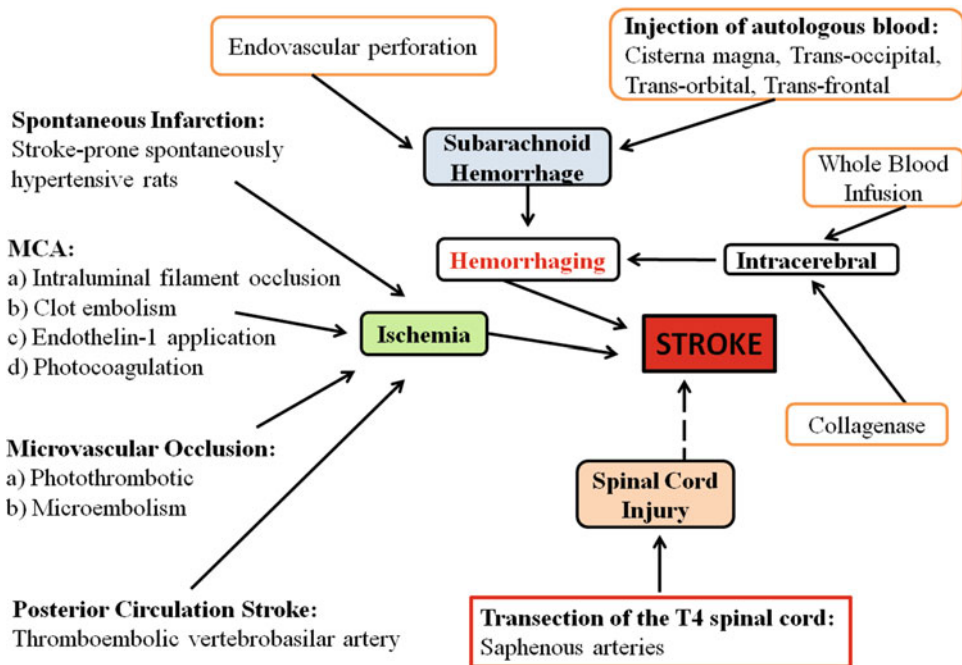 Endovascular perforation
Injection of autologous blood:
Cisterna magna, Trans-occipital,
Trans-orbital, Trans-frontal
Spontaneous Infarction:
Stroke-prone spontaneously
hypertensive rats
Subarachnoid
Hemorrhage
Whole Blood
Infusion
MCA:
a) Intraluminal filament occlusion
b) Clot embolism
c) Endothelin-1 application
d) Photocoagulation
Hemorrhaging
Intracerebral
Ischemia
STROKE
Collagenase
Microvascular Occlusion:
a) Photothrombotic
b) Microembolism
Spinal Cord
Injury
Posterior Circulation Stroke:
Thromboembolic vertebrobasilar artery
Transection of the T4 spinal cord:
Saphenous arteries